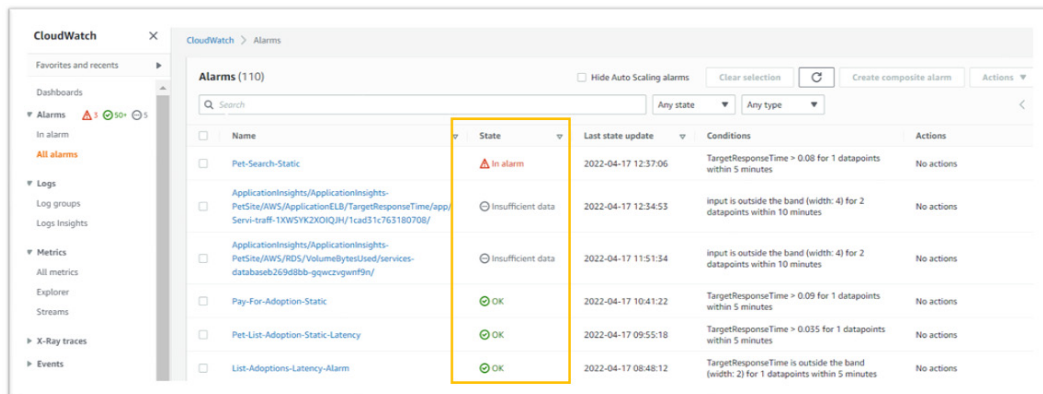 CloudWatch
CloudWatch > Alarms
Favorites and recents
Dashboards
Alarms 3 50+ 5
In alarm
All alarms
Logs
Log groups
Logs Insights
Metrics
All metrics
Explorer
Streams
X-Ray traces
Events
Alarms (110)
Hide Auto Scaling alarms
Clear selection
Create composite alarm
Actions
Search
Any state
Any type
Name State Last state update Conditions Actions
Pet-Search-Static In alarm 2022-04-17 12:37:06 TargetResponseTime > 0.08 for 1 datapoints
within 5 minutes
No actions
ApplicationInsights/ApplicationInsights-
PetSite/AWS/ApplicationELB/TargetResponseTime/app/
Servi-traff-1XWSYK2XOIQJH/1cad31c763180708/
Insufficient data 2022-04-17 12:34:53 input is outside the band (width: 4) for 2
datapoints within 10 minutes
No actions
ApplicationInsights/ApplicationInsights-
PetSite/AWS/RDS/VolumeBytesUsed/services-
databaseb269d8bb-gqwczvgwnf9n/
Insufficient data 2022-04-17 11:51:34 input is outside the band (width: 4) for 2
datapoints within 10 minutes
No actions
Pay-For-Adoption-Static OK 2022-04-17 10:41:22 TargetResponseTime > 0.09 for 1 datapoints
within 5 minutes
No actions
Pet-List-Adoption-Static-Latency OK 2022-04-17 09:55:18 TargetResponseTime > 0.035 for 1 datapoints
within 5 minutes
No actions
List-Adoptions-Latency-Alarm OK 2022-04-17 08:48:12 TargetResponseTime is outside the band
(width: 2) for 1 datapoints within 5 minutes
No actions